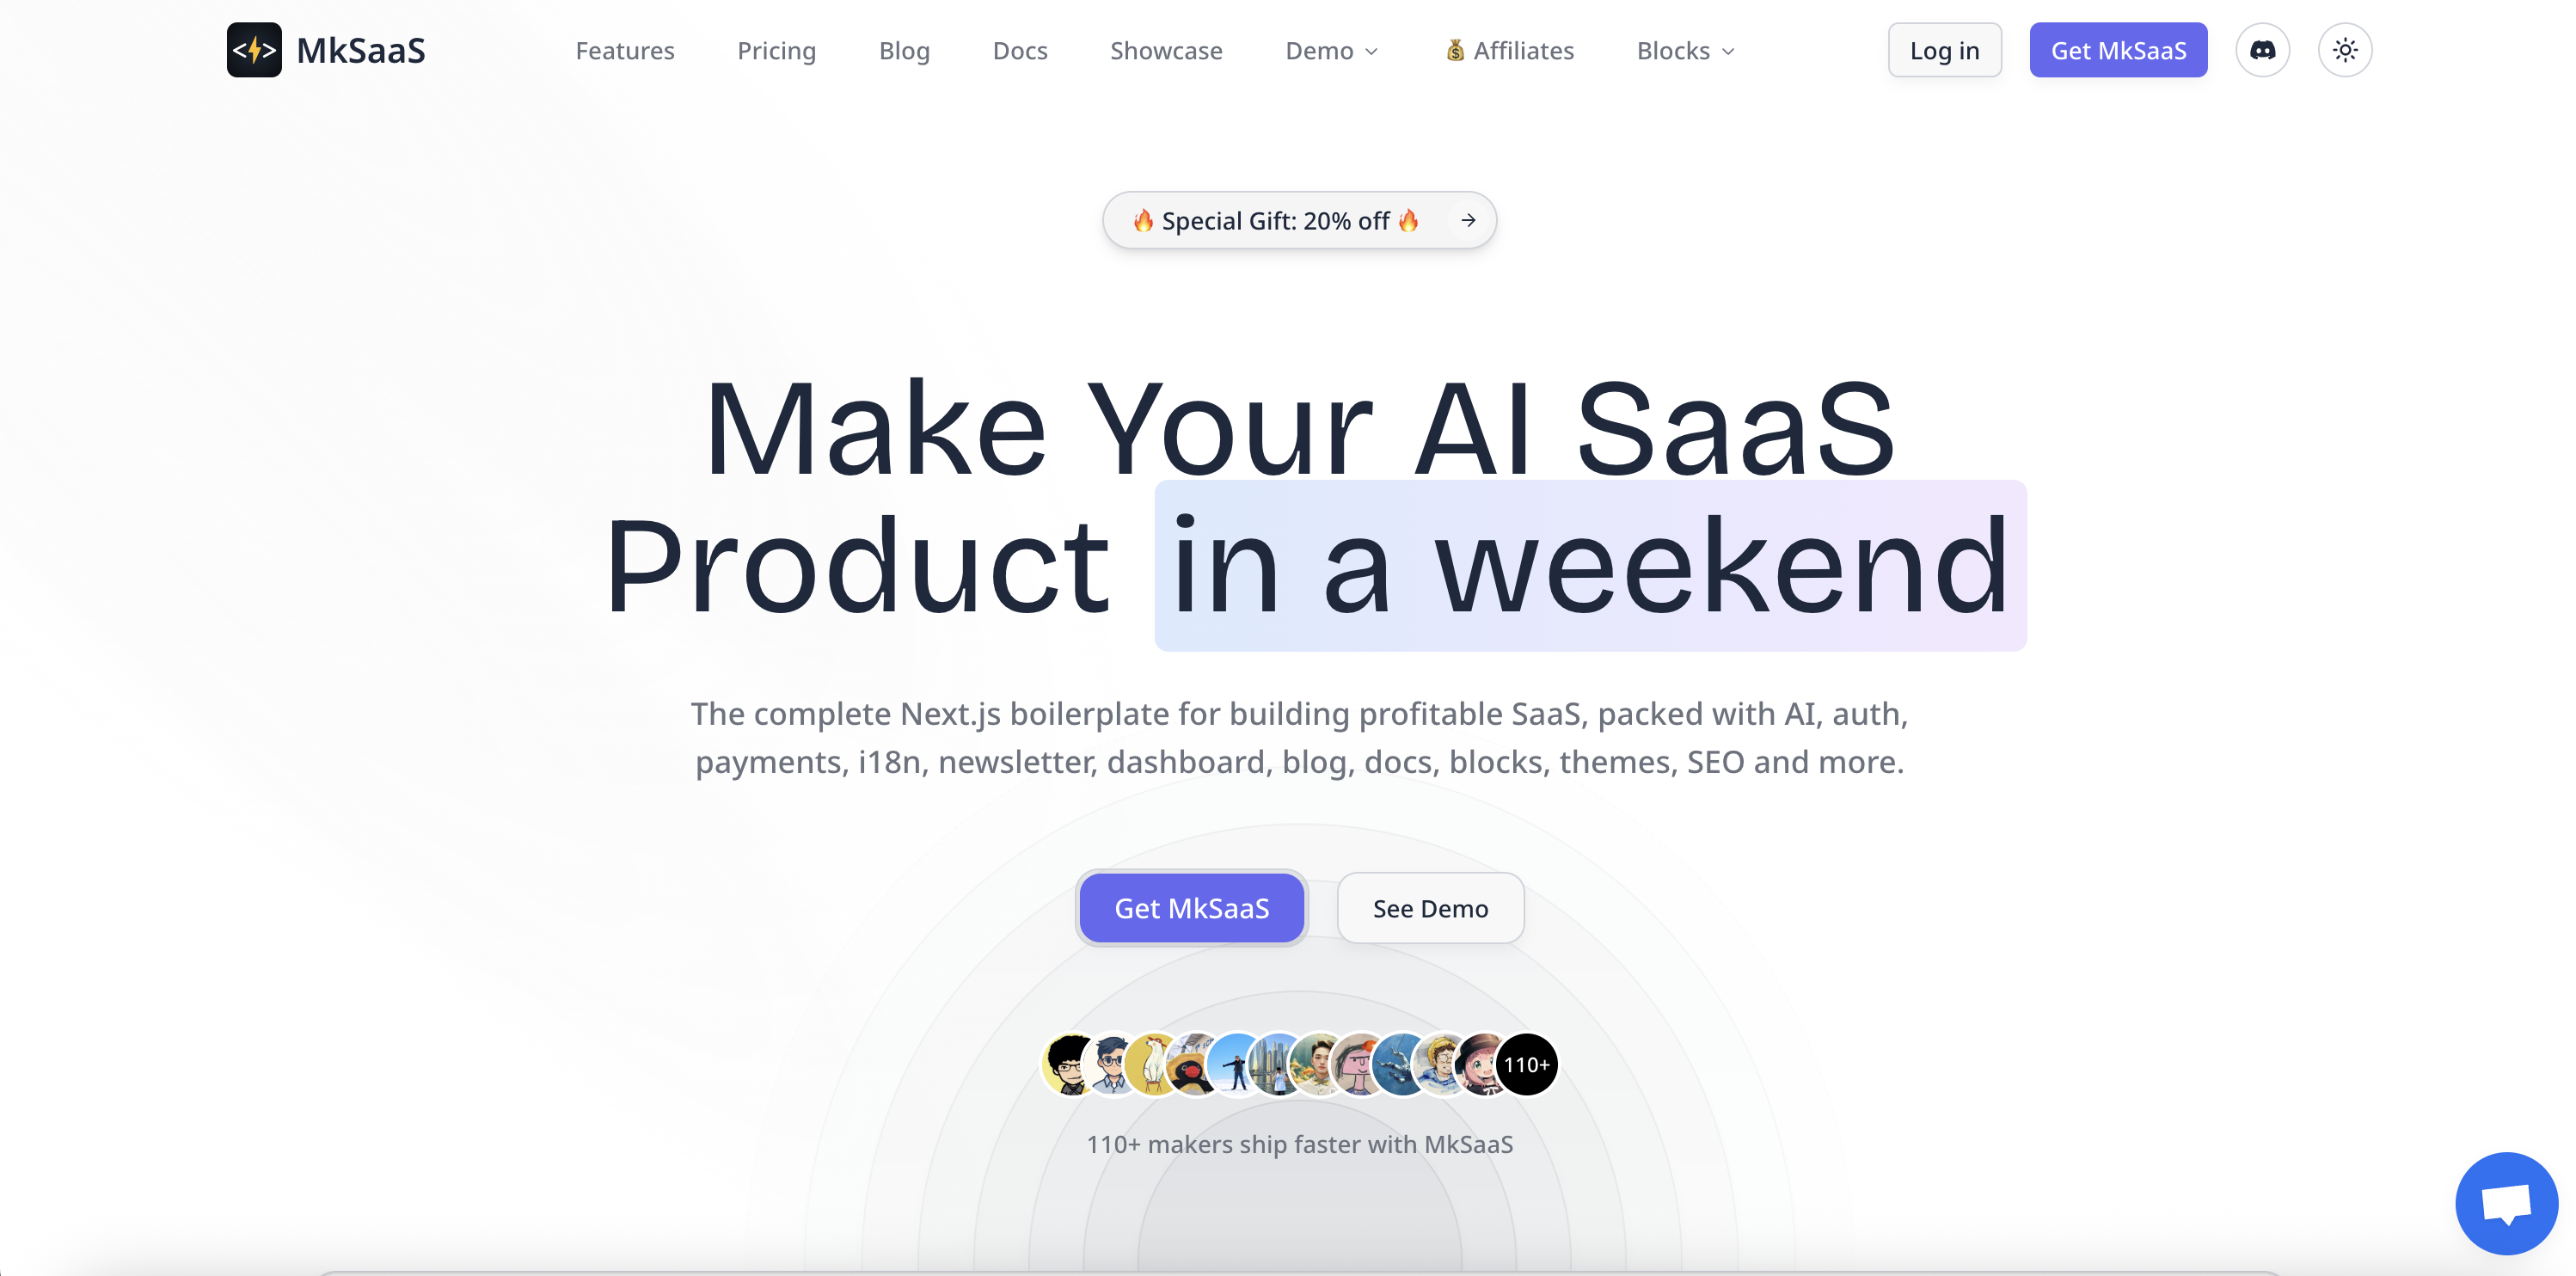 MkSaaS
Features
Pricing
Blog
Docs
Showcase
Demo
Affiliates
Blocks
Log in
Get MkSaaS
Special Gift: 20% off
Make Your AI SaaS
Product in a weekend
The complete Next.js boilerplate for building profitable SaaS, packed with AI, auth,
payments, i18n, newsletter, dashboard, blog, docs, blocks, themes, SEO and more.
Get MkSaaS
See Demo
110+
110+ makers ship faster with MkSaaS